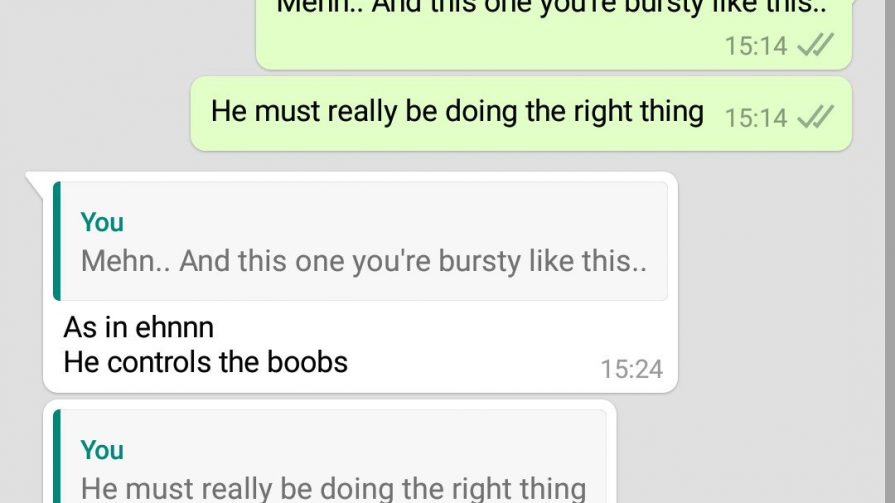 Mehn.. And this one you're bursty like this..
15:14
He must really be doing the right thing 15:14
You
Mehn.. And this one you're bursty like this..
As in ehnnn
He controls the boobs 15:24
You
He must really be doing the right thing